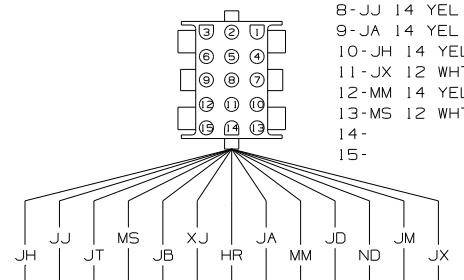 8-JJ 14 YEL
9-JA 14 YEL
10-JH 14 YEL
11-JX 12 WHT
12-MM 14 YEL
13-MS 12 WHT
14-
15-
3 2 1
6 5 4
9 8 7
12 11 10
15 14 13
JJ MS XJ JA JD JM
JH JT JB HR MM ND JX